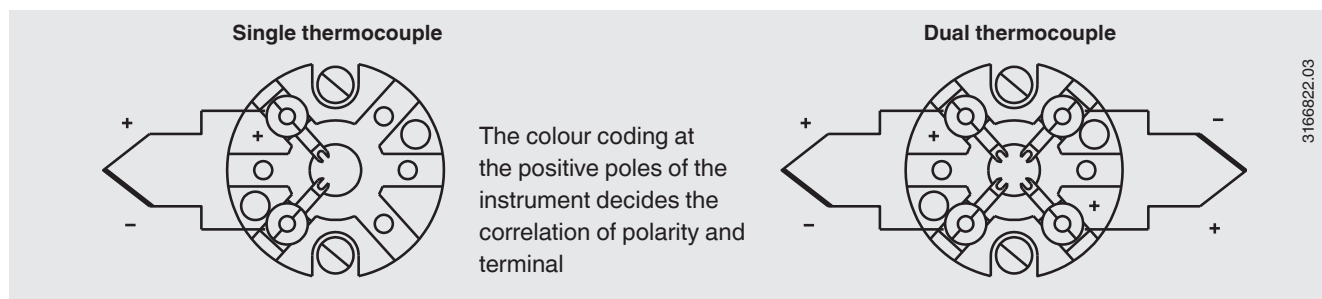 Single thermocouple
+
+
−
The colour coding at
the positive poles of the
instrument decides the
correlation of polarity and
terminal
Dual thermocouple
+
+
−
−
+
+
3166822.03